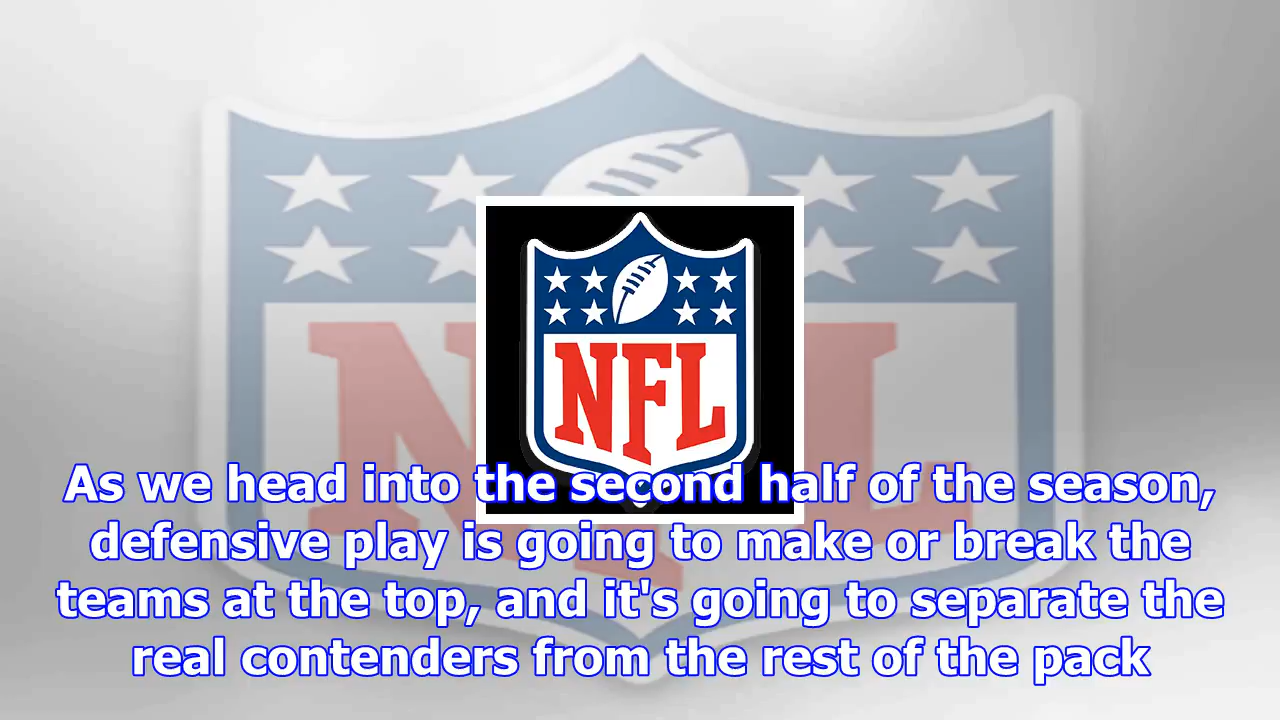 NFL
As we head into the second half of the season,
defensive play is going to make or break the
teams at the top, and it's going to separate the
real contenders from the rest of the pack